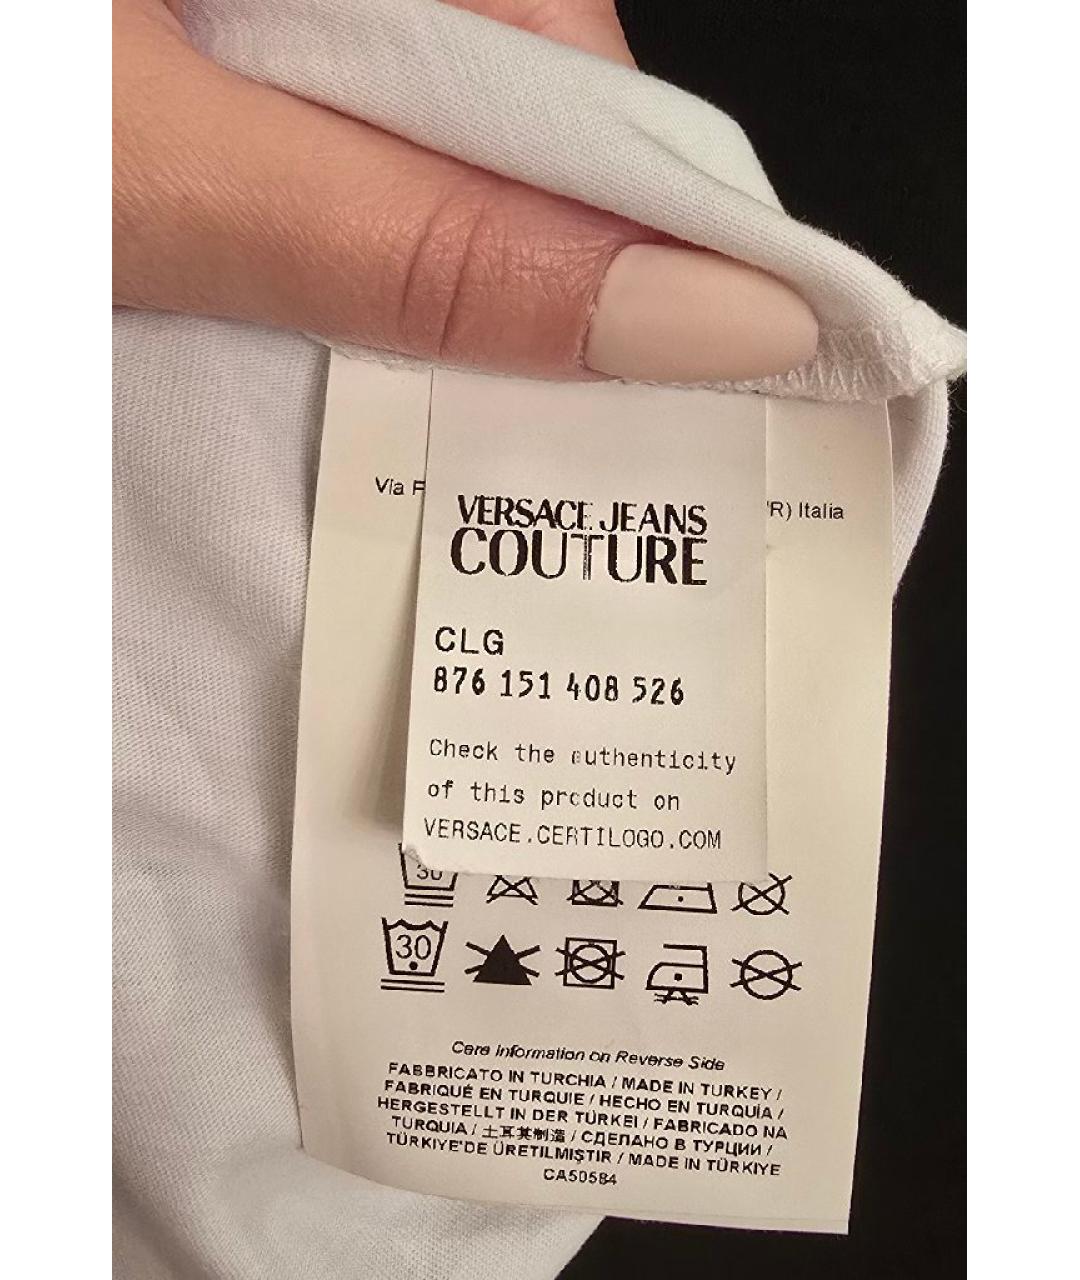 Via F
'R) Italia
VERSACE JEANS
COUTURE
CLG
876 151 408 526
Check the authenticity
of this product on
VERSACE.CERTILOGO.COM
30
30
Care Information on Reverse Side
FABBRICATO IN TURCHIA / MADE IN TURKEY /
FABRIQUÉ EN TURQUIE / HECHO EN TURQUÍA /
HERGESTELLT IN DER TÜRKEI / FABRICADO NA
TURQUIA / 土耳其制造 / СДЕЛАНО В ТУРЦИИ /
TÜRKİYE'DE ÜRETILMIŞTIR / MADE IN TÜRKIYE
CA50584